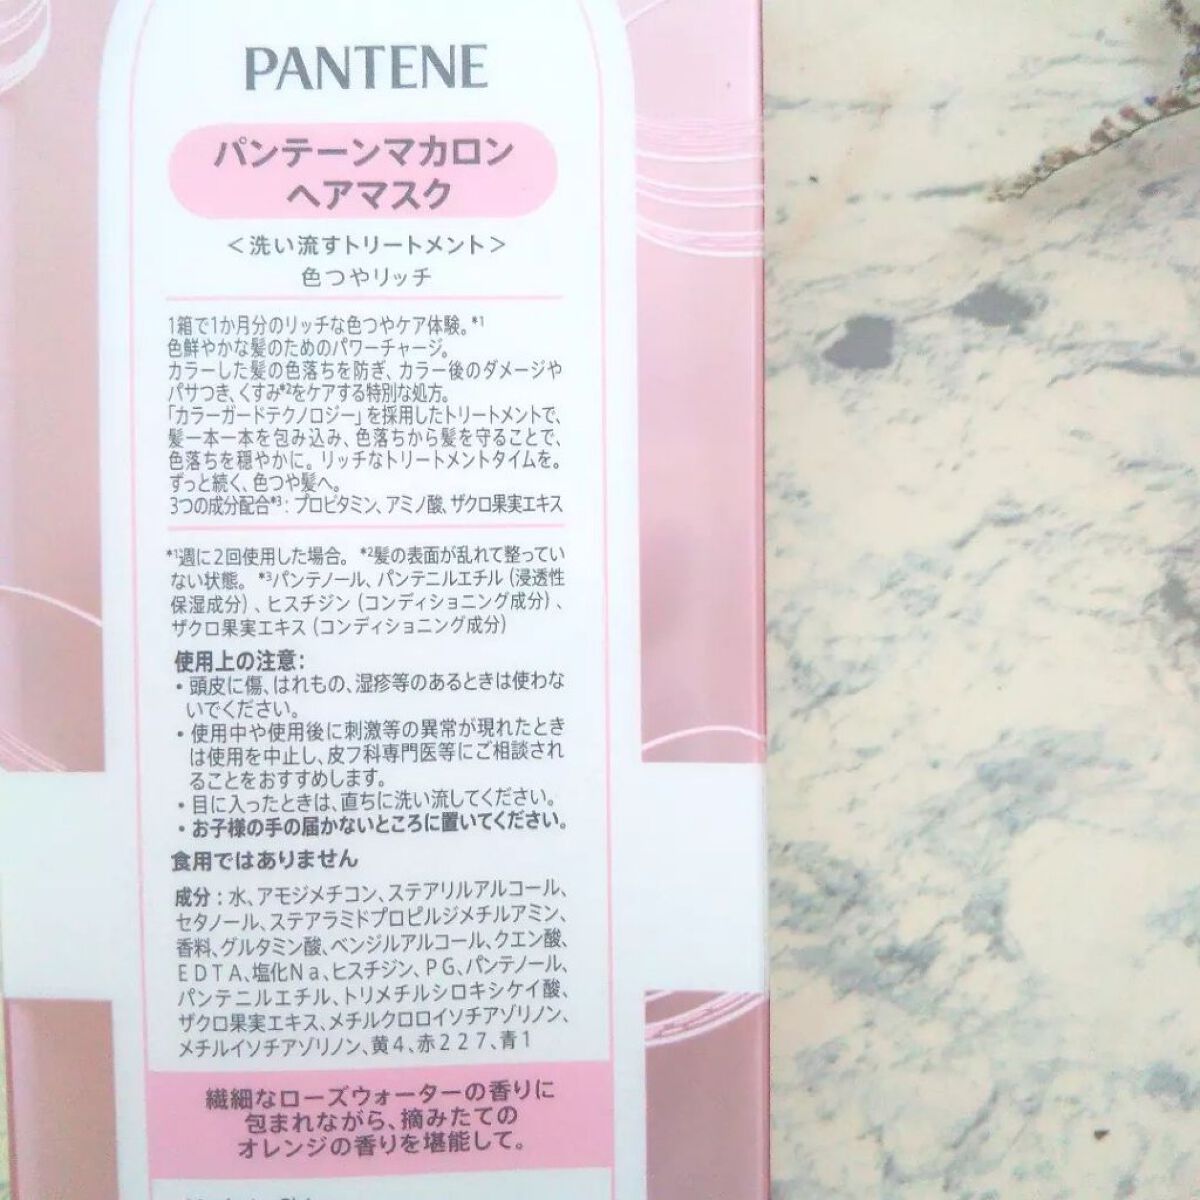 PANTENE
パンテーンマカロン
ヘアマスク
＜洗い流すトリートメント＞
色つやリッチ
1箱で1か月分のリッチな色つやケア体験。*1
色鮮やかな髪のためのパワーチャージ。
カラーした髪の色落ちを防ぎ、カラー後のダメージや
パサつき、くすみ*2をケアする特別な処方。
「カラーガードテクノロジー」を採用したトリートメントで、
髪一本一本を包み込み、色落ちから髪を守ることで、
色落ちを穏やかに。リッチなトリートメントタイムを。
ずっと続く、色つや髪へ。
3つの成分配合*3：プロビタミン、アミノ酸、ザクロ果実エキス
*1週に2回使用した場合。 *2髪の表面が乱れて整ってい
ない状態。 *3パンテノール、パンテニルエチル（浸透性
保湿成分）、ヒスチジン（コンディショニング成分）、
ザクロ果実エキス（コンディショニング成分）
使用上の注意：
・頭皮に傷、はれもの、湿疹等のあるときは使わな
いでください。
・使用中や使用後に刺激等の異常が現れたとき
は使用を中止し、皮フ科専門医等にご相談され
ることをおすすめします。
・目に入ったときは、直ちに洗い流してください。
・お子様の手の届かないところに置いてください。
食用ではありません
成分：水、アモジメチコン、ステアリルアルコール、
セタノール、ステアラミドプロピルジメチルアミン、
香料、グルタミン酸、ベンジルアルコール、クエン酸、
EDTA、塩化Na、ヒスチジン、PG、パンテノール、
パンテニルエチル、トリメチルシロキシケイ酸、
ザクロ果実エキス、メチルクロロイソチアゾリノン、
メチルイソチアゾリノン、黄4、赤227、青1
繊細なローズウォーターの香りに
包まれながら、摘みたての
オレンジの香りを堪能して。